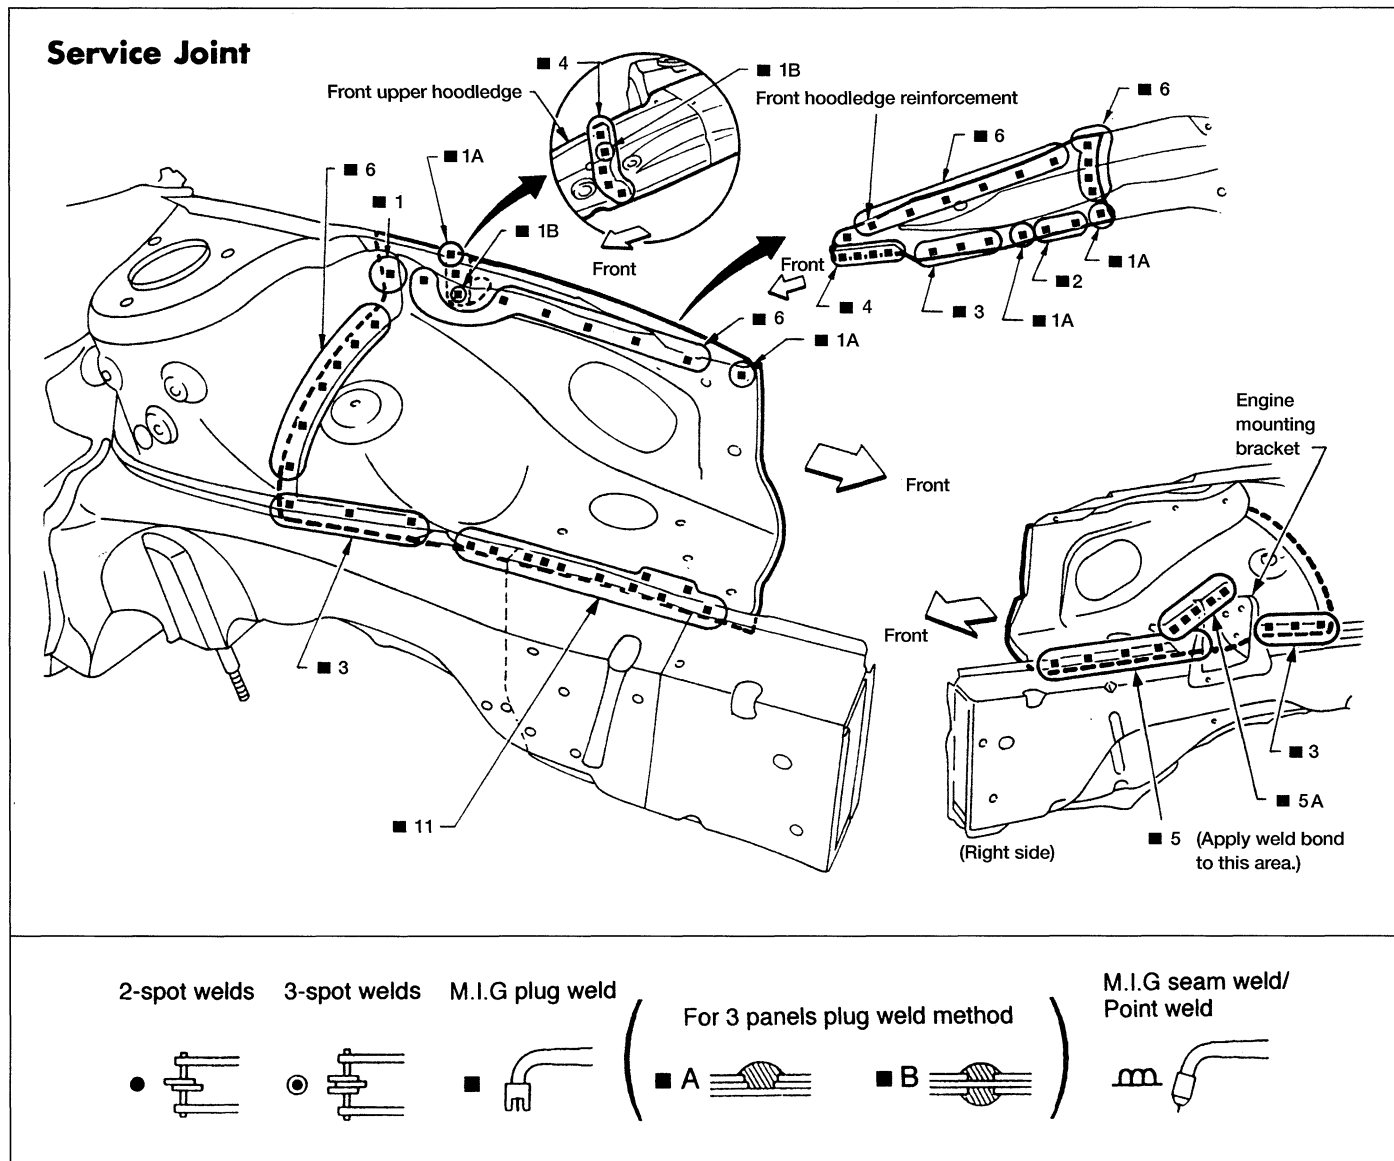 Service Joint
■ 4
■ 1B
Front upper hoodledge
Front hoodledge reinforcement
■ 6
■ 6
■ 1A
■ 6
■ 1
■ 1B
Front
Front
■ 1A
■ 2
■ 4
■ 3
■ 1A
■ 6
■ 1A
Engine
mounting
bracket
Front
Front
■ 3
■ 3
■ 5A
■ 11
■ 5 (Apply weld bond
to this area.)
(Right side)
2-spot welds
3-spot welds
M.I.G plug weld
For 3 panels plug weld method
M.I.G seam weld/
Point weld
■ A
■ B